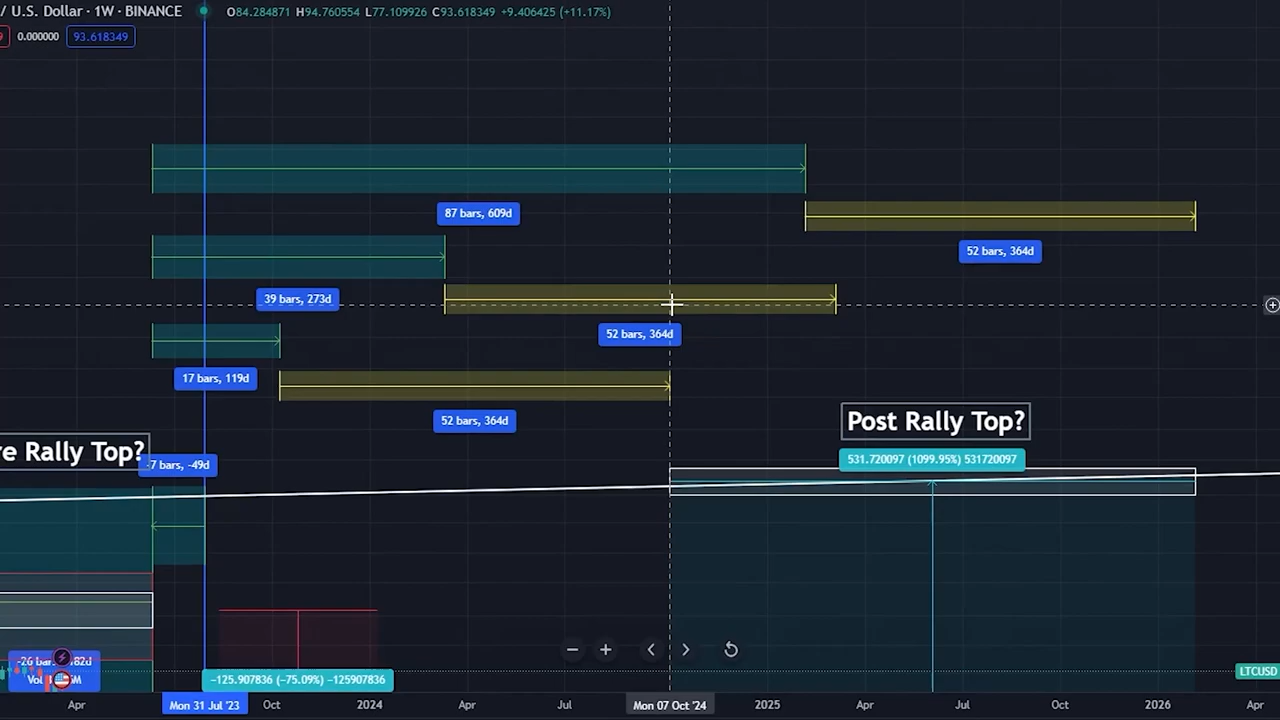 / U.S. Dollar · 1W · BINANCE O84.284871 H94.760554 L77.109926 C93.618349 +9.406425 (+11.17%)
0.000000 93.618349
87 bars, 609d
52 bars, 364d
39 bars, 273d
52 bars, 364d
17 bars, 119d
52 bars, 364d
Post Rally Top?
re Rally Top?
531.720097 (1099.95%) 531720097
-7 bars, -49d
−125.907836 (−75.09%) −125907836
LTCUSD
Apr Mon 31 Jul '23 Oct 2024 Apr Jul Mon 07 Oct '24 2025 Apr Jul Oct 2026 Apr